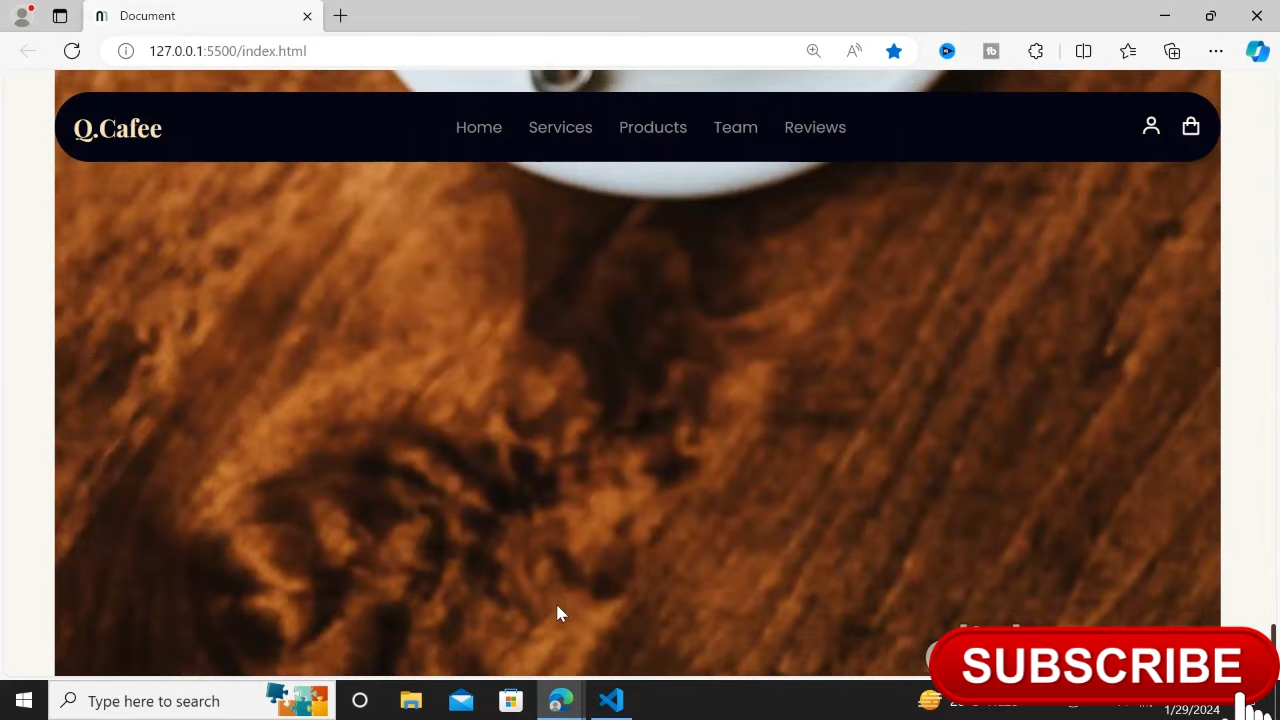 Document
127.0.0.1:5500/index.html
Q.Cafee
Home
Services
Products
Team
Reviews
SUBSCRIBE
Type here to search
1/29/2024